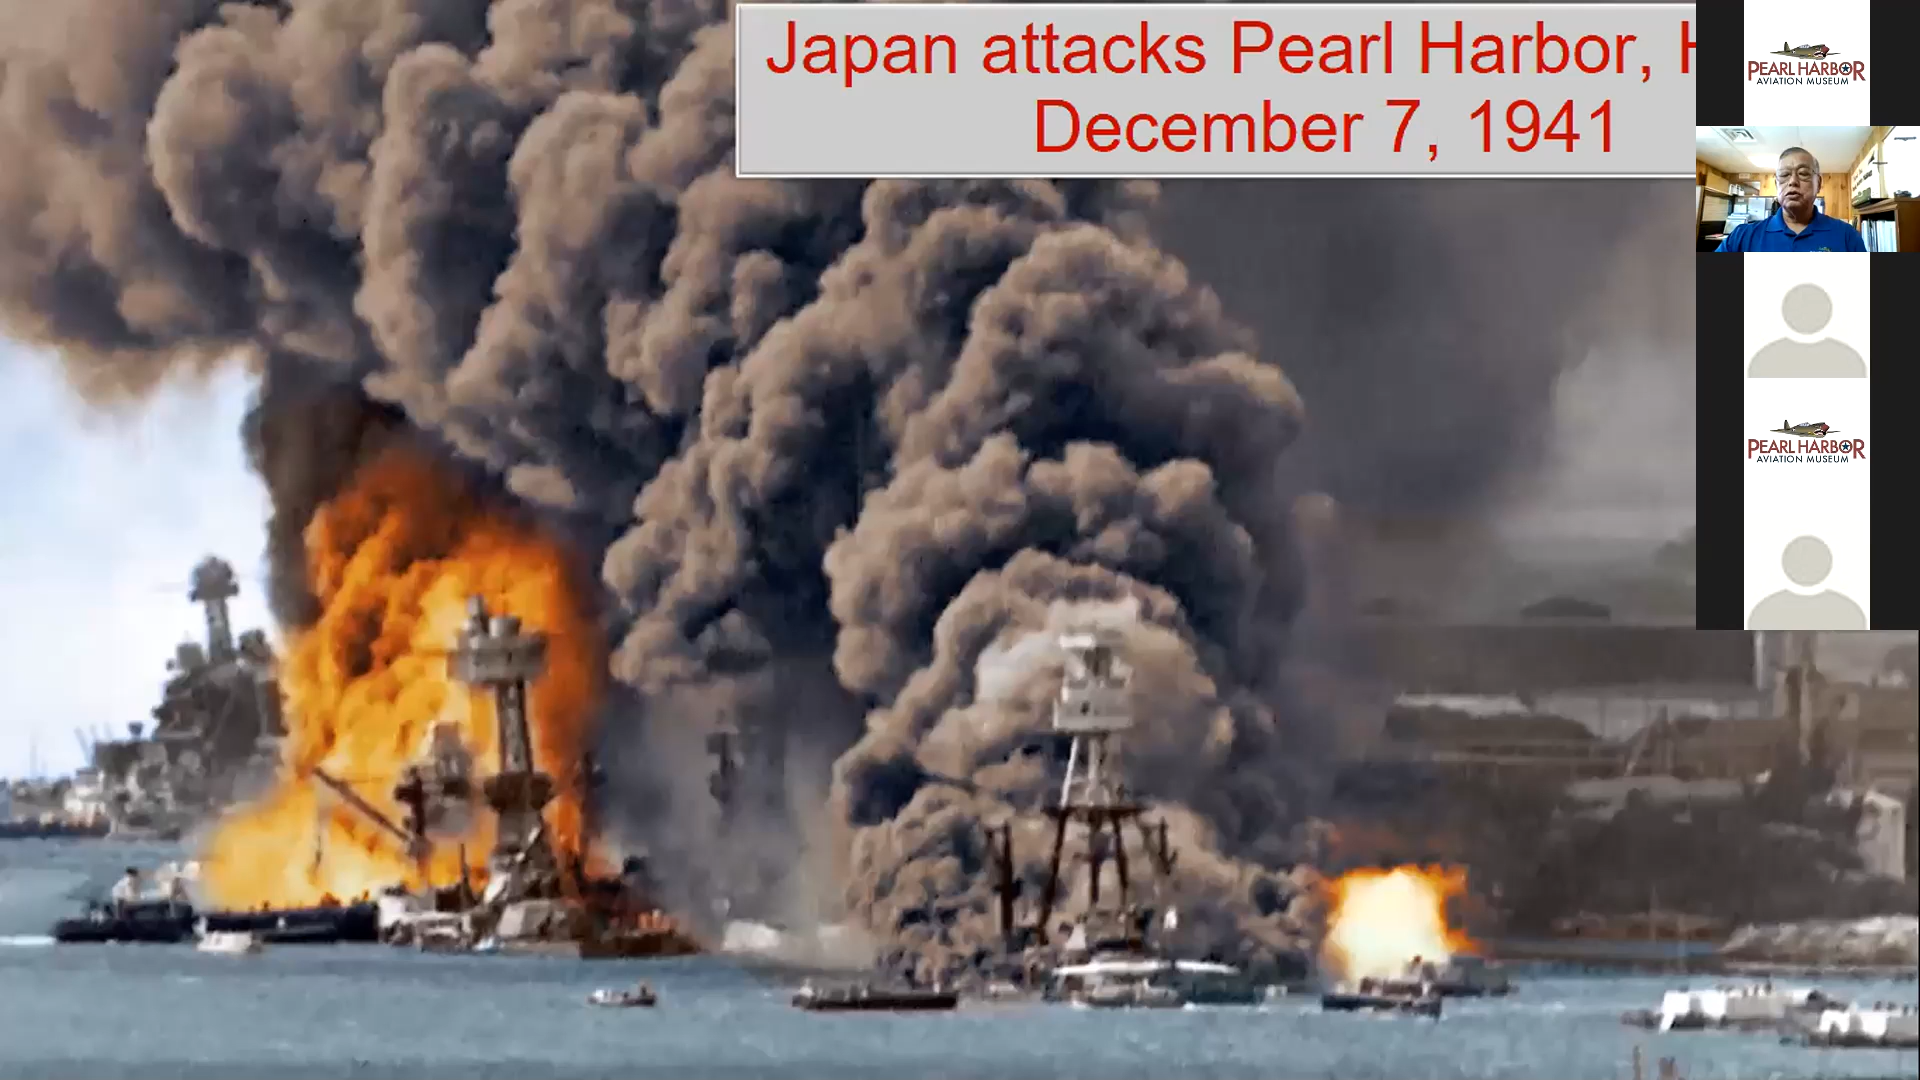 Japan attacks Pearl Harbor, H
December 7, 1941
PEARL HARBOR
AVIATION MUSEUM
PEARL HARBOR
AVIATION MUSEUM